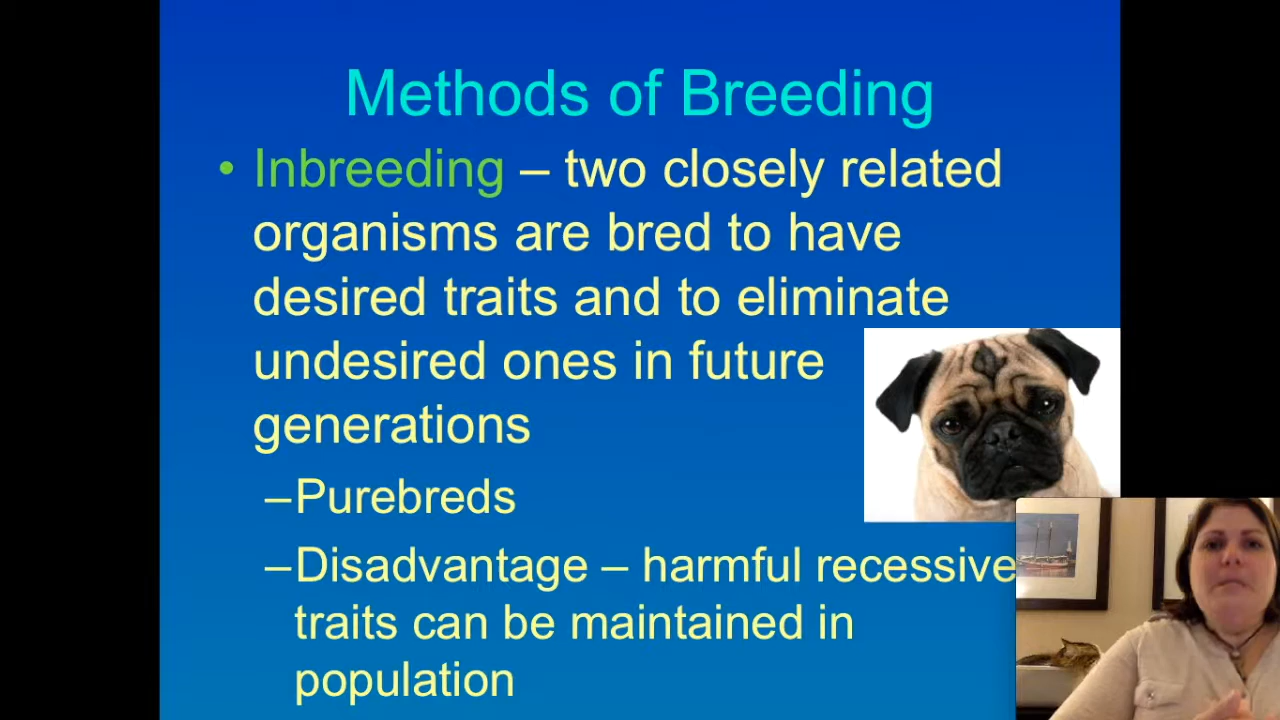 Methods of Breeding
• Inbreeding – two closely related
organisms are bred to have
desired traits and to eliminate
undesired ones in future
generations
–Purebreds
–Disadvantage – harmful recessive
traits can be maintained in
population